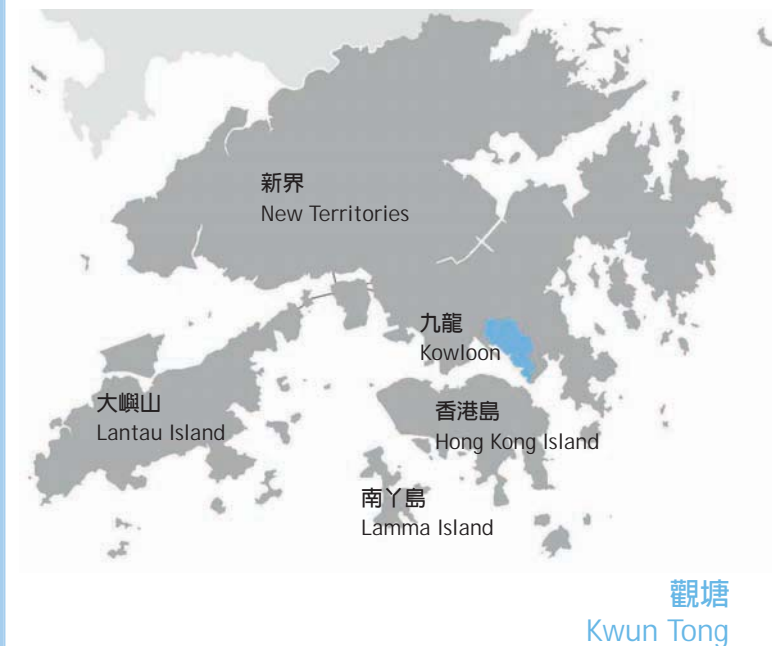 新界
New Territories
九龍
Kowloon
大嶼山
Lantau Island
香港島
Hong Kong Island
南丫島
Lamma Island
觀塘
Kwun Tong